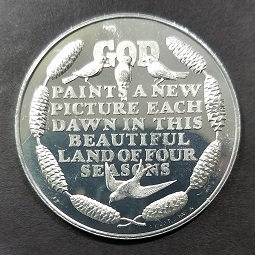 GOD
PAINTS A NEW
PICTURE EACH
DAWN IN THIS
BEAUTIFUL
LAND OF FOUR
SEASONS